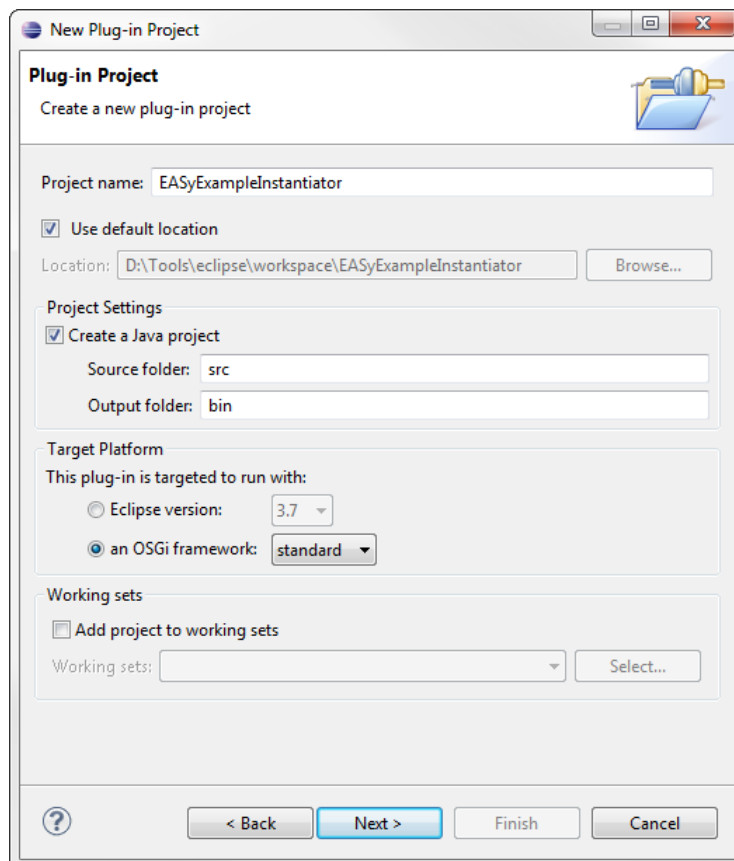 New Plug-in Project
Plug-in Project
Create a new plug-in project
Project name: EASyExampleInstantiator
Use default location
Location: D:\Tools\eclipse\workspace\EASyExampleInstantiator Browse...
Project Settings
Create a Java project
Source folder: src
Output folder: bin
Target Platform
This plug-in is targeted to run with:
Eclipse version: 3.7
an OSGi framework: standard
Working sets
Add project to working sets
Working sets: Select...
? < Back Next > Finish Cancel